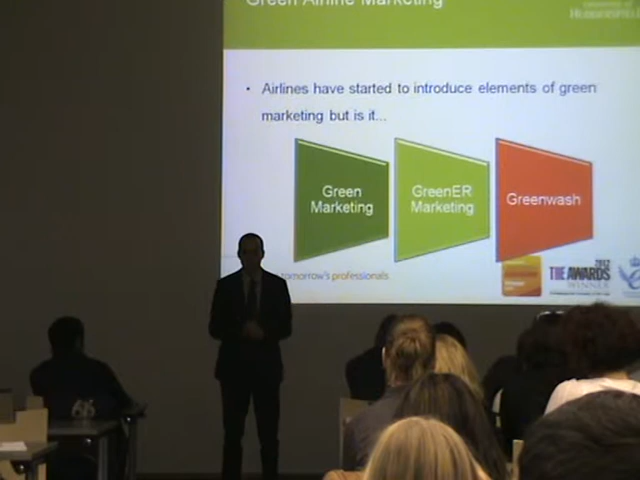 Green Airline Marketing
HUDDERSFIELD
• Airlines have started to introduce elements of green
marketing but is it...
Green
Marketing
GreenER
Marketing
Greenwash
tomorrow's professionals
2012
THE AWARDS
WINNER